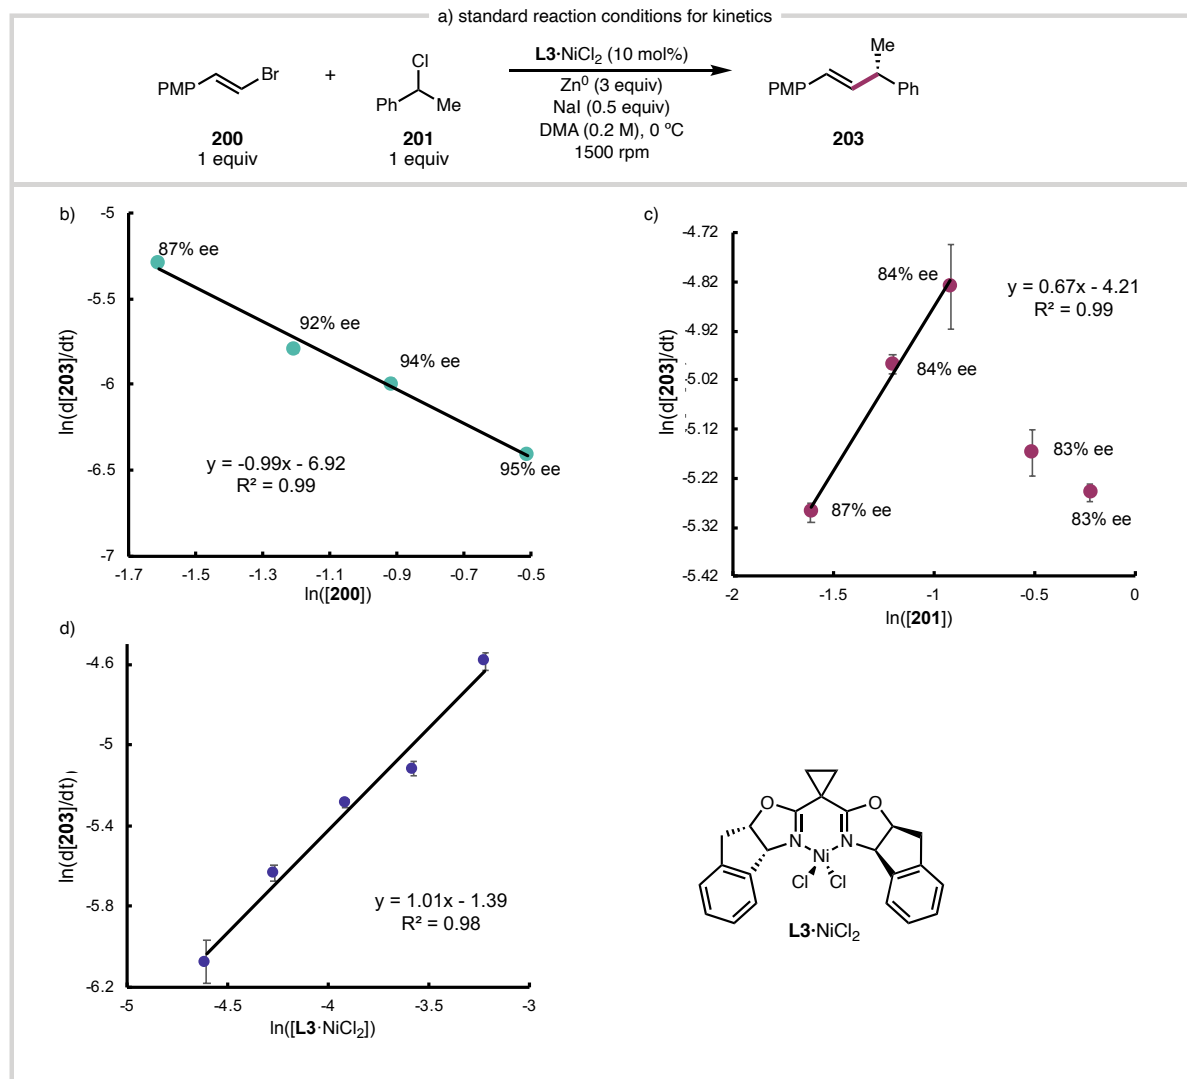 a) standard reaction conditions for kinetics
PMP
Br
200
1 equiv
+
Cl
Ph
Me
201
1 equiv
L3·NiCl₂ (10 mol%)
Zn⁰ (3 equiv)
NaI (0.5 equiv)
DMA (0.2 M), 0 ºC
1500 rpm
Me
PMP
Ph
203
b)
-5
-5.5
-6
-6.5
-7
ln(d[203]/dt)
87% ee
92% ee
94% ee
95% ee
y = -0.99x - 6.92
R² = 0.99
-1.7
-1.5
-1.3
-1.1
-0.9
-0.7
-0.5
ln([200])
c)
-4.72
-4.82
-4.92
-5.02
-5.12
-5.22
-5.32
-5.42
ln(d[203]/dt)
84% ee
y = 0.67x - 4.21
R² = 0.99
84% ee
83% ee
87% ee
83% ee
-2
-1.5
-1
-0.5
0
ln([201])
d)
-4.6
-5
-5.4
-5.8
-6.2
ln(d[203]/dt)
y = 1.01x - 1.39
R² = 0.98
-5
-4.5
-4
-3.5
-3
ln([L3·NiCl₂])
O
O
N
N
Ni
Cl
Cl
L3·NiCl₂